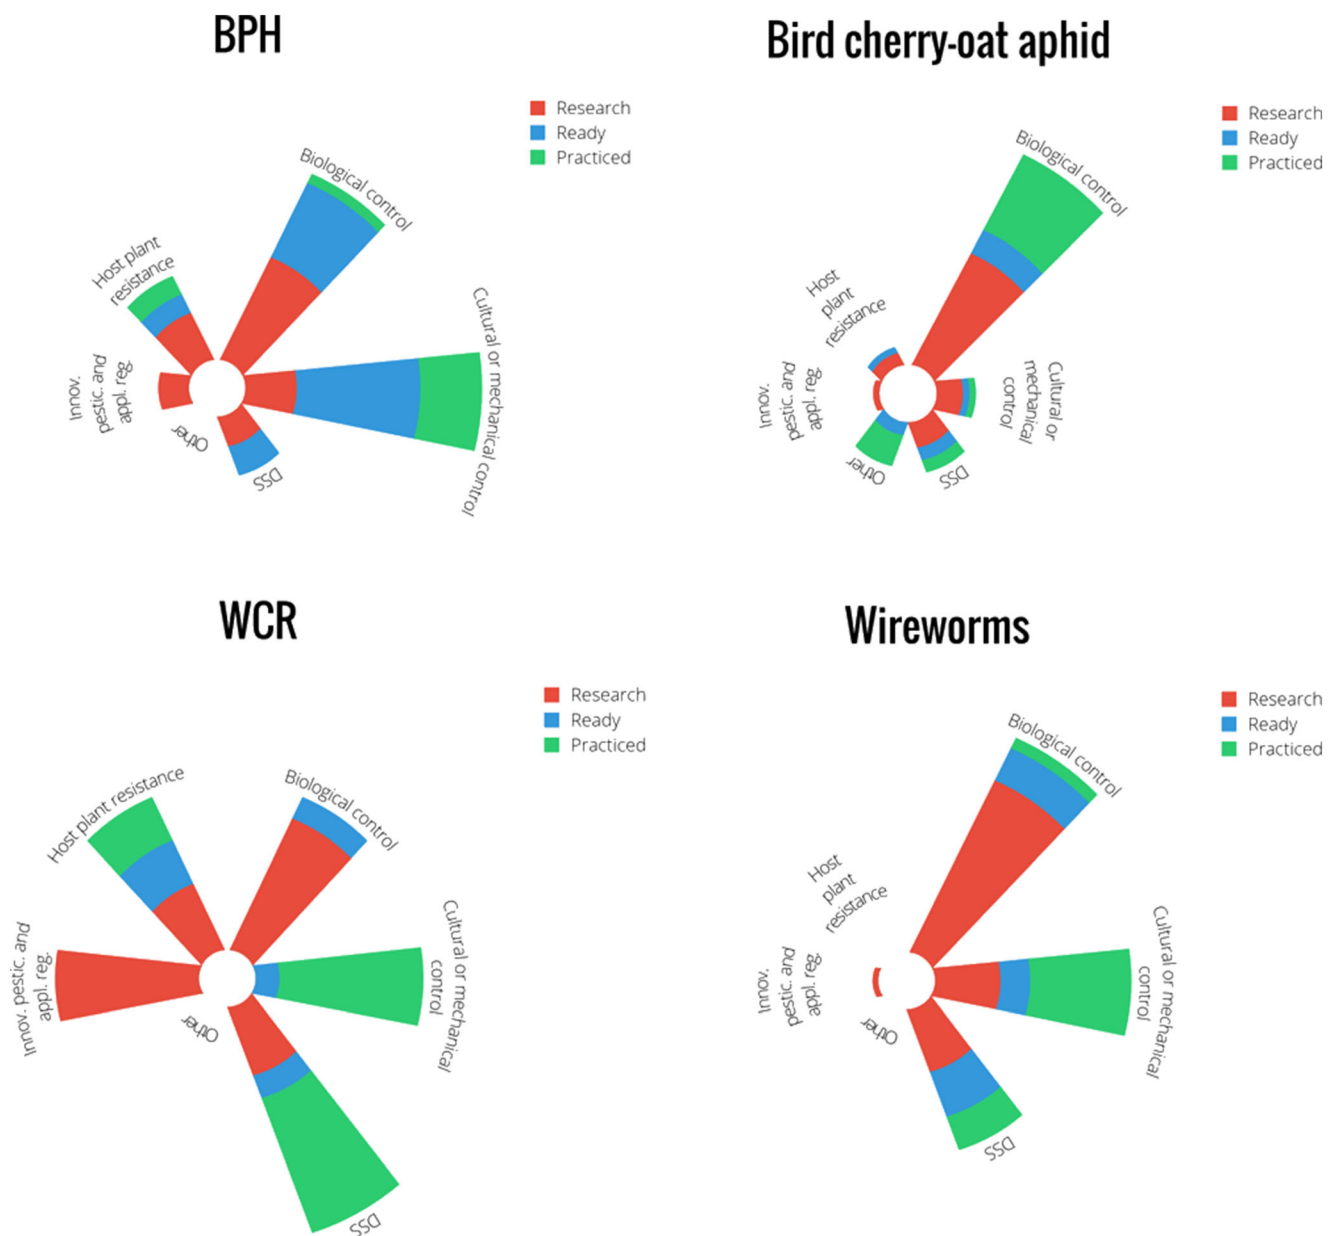 BPH
Research
Ready
Practiced
Biological control
Host plant
resistance
Cultural or mechanical control
Innov.
pestic. and
appl. reg.
Other
DSS
Bird cherry-oat aphid
Research
Ready
Practiced
Biological control
Host
plant
resistance
Cultural or
mechanical
control
Innov.
pestic. and
appl. reg.
Other
DSS
WCR
Research
Ready
Practiced
Host plant resistance
Biological control
Cultural or mechanical
control
Innov. pestic. and
appl. reg.
Other
DSS
Wireworms
Research
Ready
Practiced
Biological control
Host
plant
resistance
Cultural or mechanical
control
Innov.
pestic. and
appl. reg.
Other
DSS